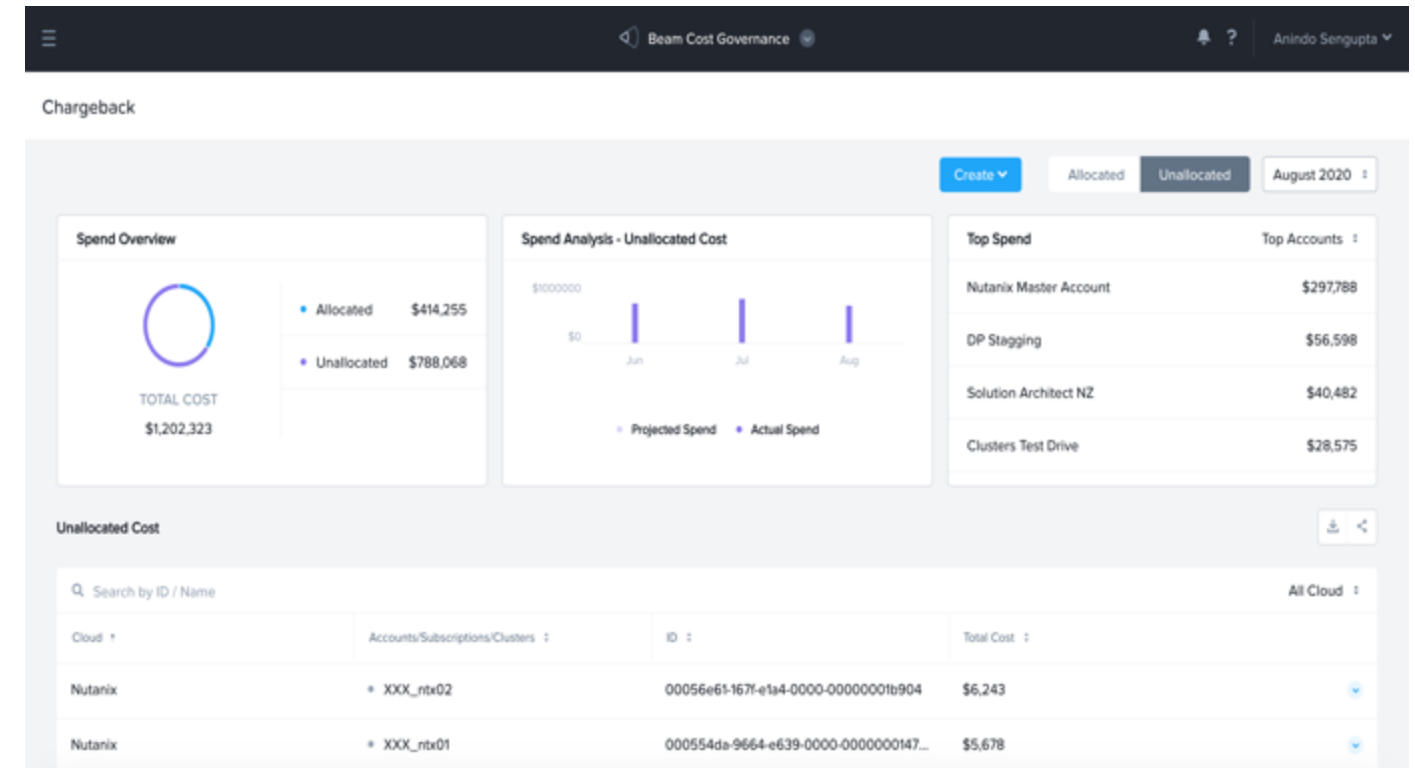 Beam Cost Governance
? Anindo Sengupta
Chargeback
Create Allocated Unallocated August 2020
Spend Overview
Allocated $414,255
Unallocated $788,068
TOTAL COST
$1,202,323
Spend Analysis - Unallocated Cost
$1000000
$0
Jun Jul Aug
Projected Spend Actual Spend
Top Spend Top Accounts
Nutanix Master Account $297,788
DP Stagging $56,598
Solution Architect NZ $40,482
Clusters Test Drive $28,575
Unallocated Cost
Search by ID / Name All Cloud
Cloud Accounts/Subscriptions/Clusters ID Total Cost
Nutanix XXX_ntx02 00056e61-167f-e1a4-0000-00000001b904 $6,243
Nutanix XXX_ntx01 000554da-9664-e639-0000-0000000147... $5,678